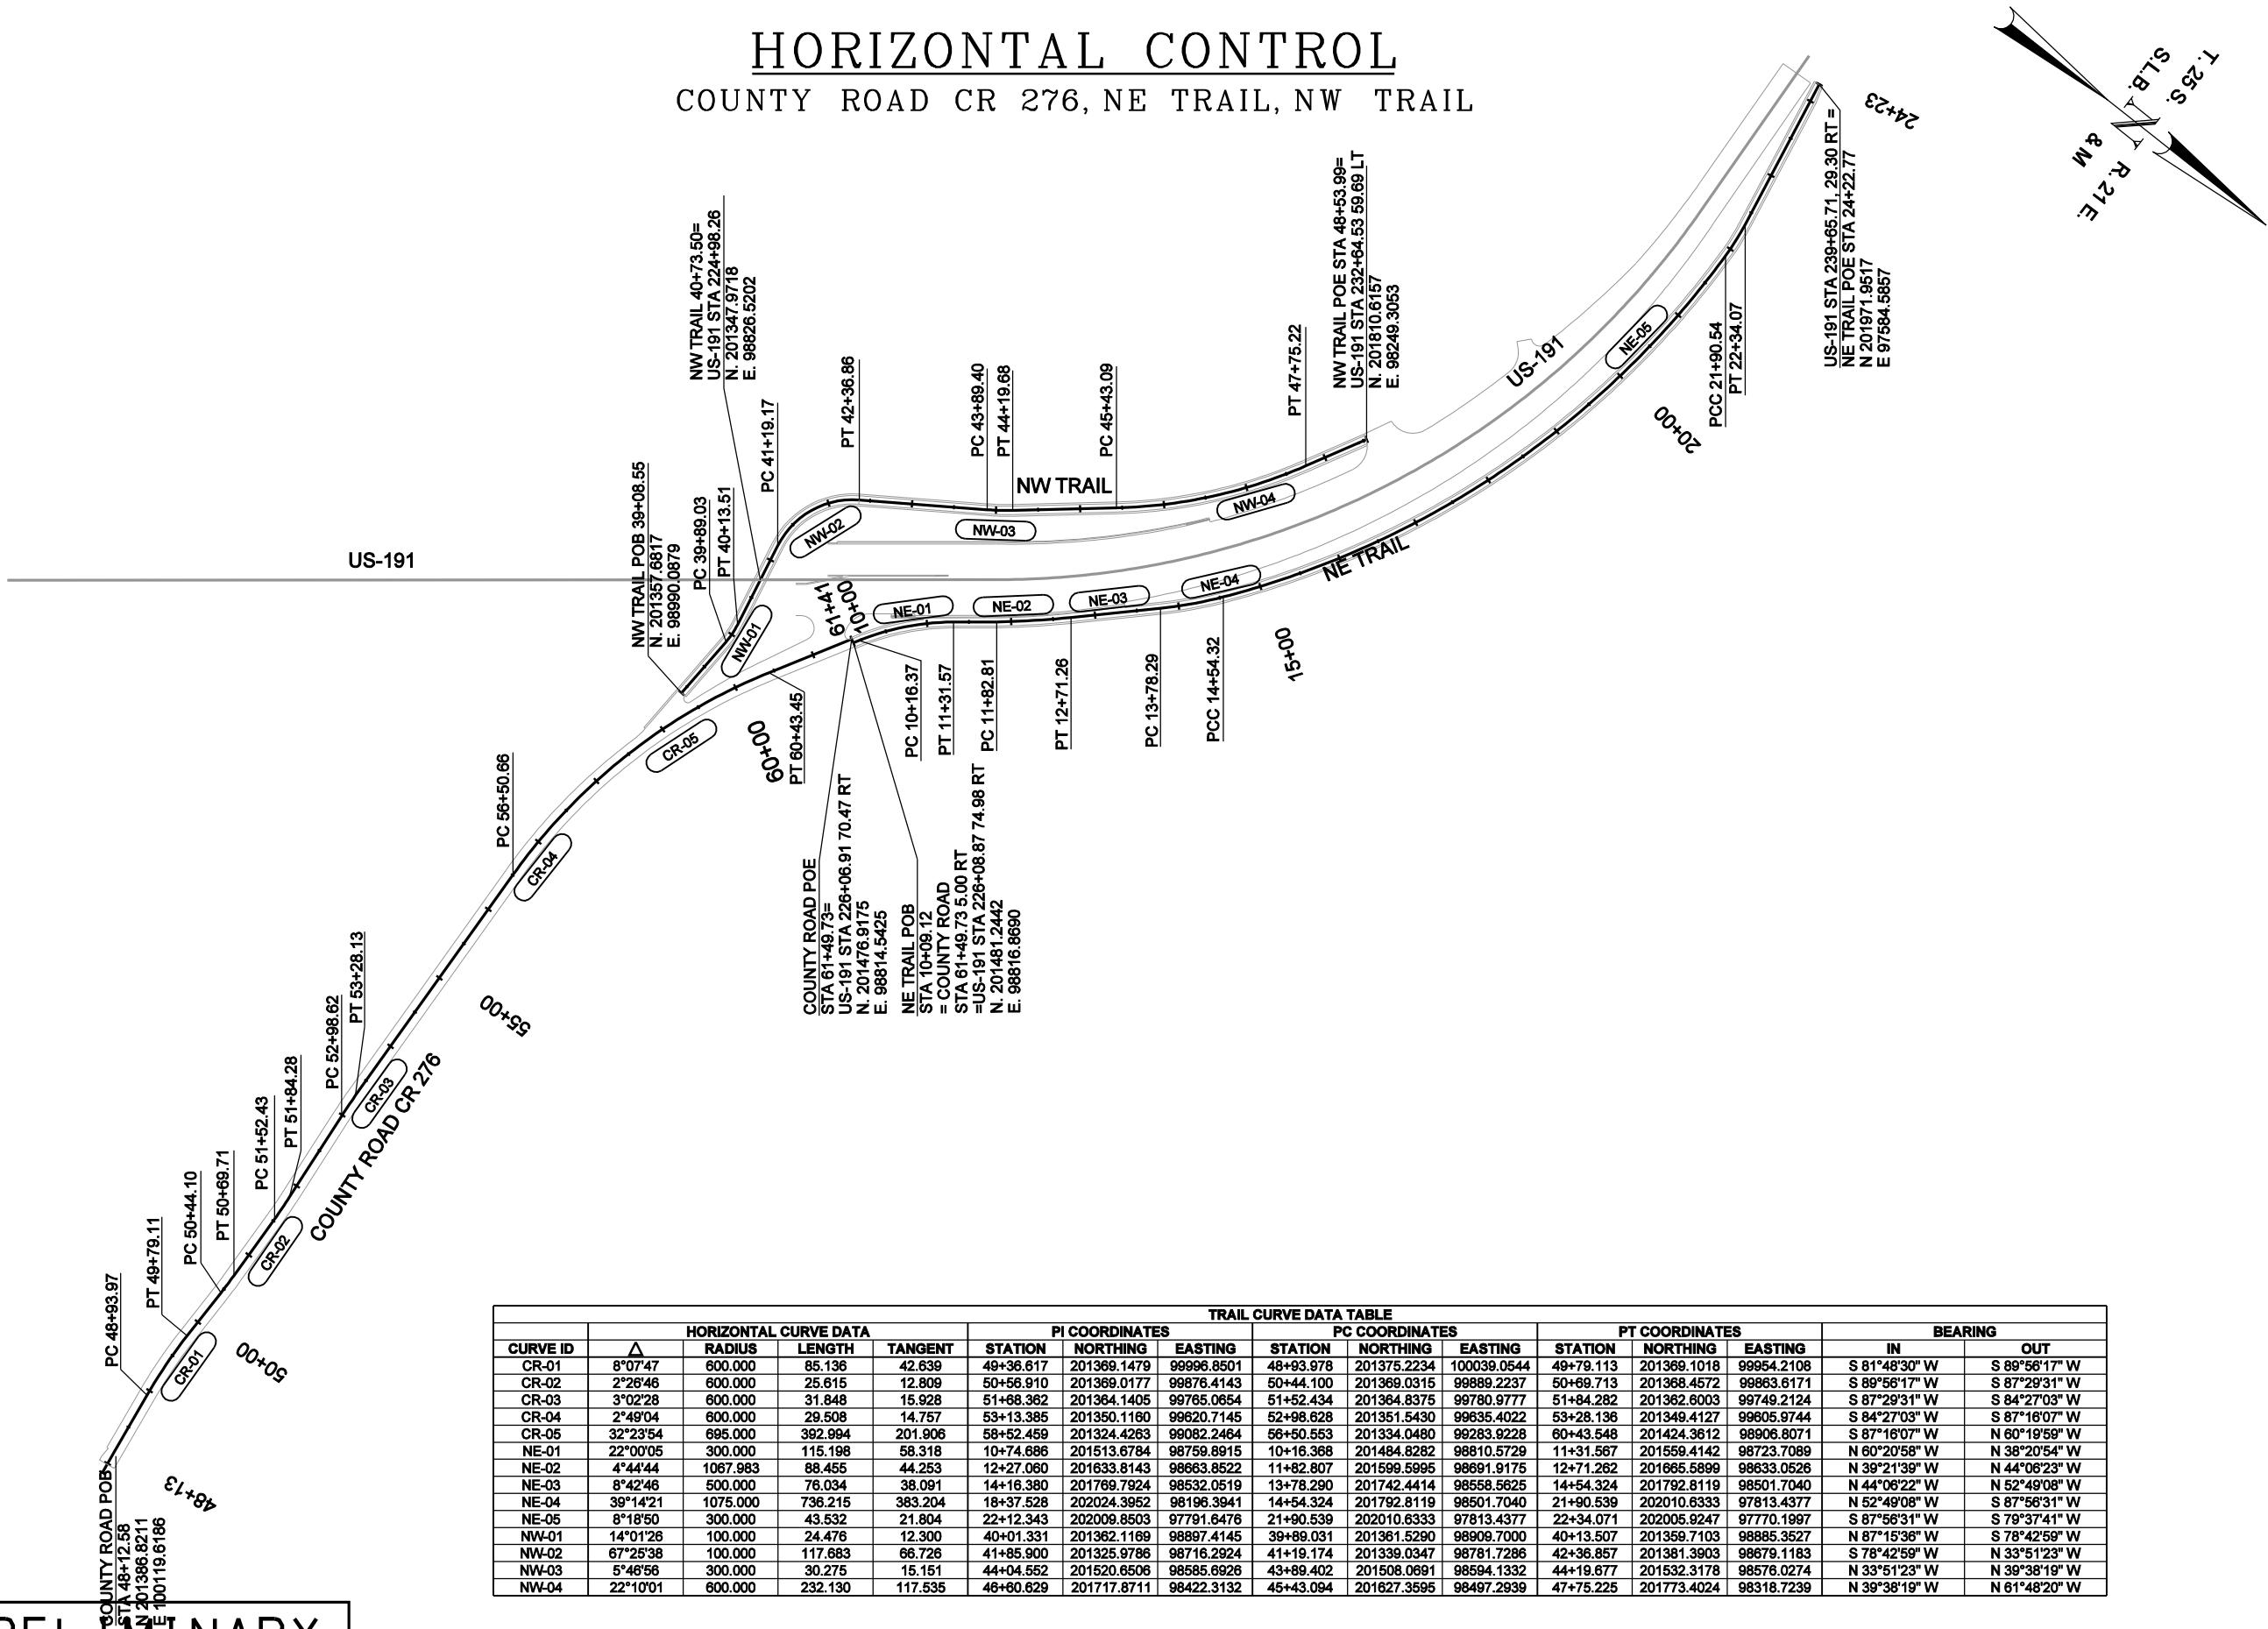 HORIZONTAL CONTROL
COUNTY ROAD CR 276, NE TRAIL, NW TRAIL
T. 25 S.
S.L.B.
& M
R. 21 E.
24+23
US-191 STA 239+65.71, 29.30 RT =
NE TRAIL POE STA 24+22.77
N 201971.9517
E 97584.5857
NW TRAIL 40+73.50=
US-191 STA 224+98.26
N. 201347.9718
E. 98826.5202
NW TRAIL POE STA 48+53.99=
US-191 STA 232+64.53 59.69 LT
N. 201810.6157
E. 98249.3053
NW TRAIL POB 39+08.55
N. 201357.6817
E. 98990.0879
PC 39+89.03
PT 40+13.51
PC 41+19.17
PT 42+36.86
PC 43+89.40
PT 44+19.68
PC 45+43.09
PT 47+75.22
NW TRAIL
NW-01
NW-02
NW-03
NW-04
US-191
US-191
NE-05
20+00
PCC 21+90.54
PT 22+34.07
NE TRAIL
61+41
10+00
NE-01
NE-02
NE-03
NE-04
15+00
PC 10+16.37
PT 11+31.57
PC 11+82.81
PT 12+71.26
PC 13+78.29
PCC 14+54.32
60+00
PT 60+43.45
CR-05
PC 56+50.66
CR-04
COUNTY ROAD POE
STA 61+49.73=
US-191 STA 226+06.91 70.47 RT
N. 201476.9175
E. 98814.5425
NE TRAIL POB
STA 10+09.12
= COUNTY ROAD
STA 61+49.73 5.00 RT
=US-191 STA 226+08.87 74.98 RT
N. 201481.2442
E. 98816.8690
55+00
PC 52+98.62
PT 53+28.13
CR-03
COUNTY ROAD CR 276
PC 51+52.43
PT 51+84.28
CR-02
PC 50+44.10
PT 50+69.71
PC 48+93.97
PT 49+79.11
CR-01
50+00
48+13
COUNTY ROAD POB
STA 48+12.58
N 201386.8211
E 100119.6186
TRAIL CURVE DATA TABLE
HORIZONTAL CURVE DATA PI COORDINATES PC COORDINATES PT COORDINATES BEARING
CURVE ID Δ RADIUS LENGTH TANGENT STATION NORTHING EASTING STATION NORTHING EASTING STATION NORTHING EASTING IN OUT
CR-01 8°07'47 600.000 85.136 42.639 49+36.617 201369.1479 99996.8501 48+93.978 201375.2234 100039.0544 49+79.113 201369.1018 99954.2108 S 81°48'30" W S 89°56'17" W
CR-02 2°26'46 600.000 25.615 12.809 50+56.910 201369.0177 99876.4143 50+44.100 201369.0315 99889.2237 50+69.713 201368.4572 99863.6171 S 89°56'17" W S 87°29'31" W
CR-03 3°02'28 600.000 31.848 15.928 51+68.362 201364.1405 99765.0654 51+52.434 201364.8375 99780.9777 51+84.282 201362.6003 99749.2124 S 87°29'31" W S 84°27'03" W
CR-04 2°49'04 600.000 29.508 14.757 53+13.385 201350.1160 99620.7145 52+98.628 201351.5430 99635.4022 53+28.136 201349.4127 99605.9744 S 84°27'03" W S 87°16'07" W
CR-05 32°23'54 695.000 392.994 201.906 58+52.459 201324.4263 99082.2464 56+50.553 201334.0480 99283.9228 60+43.548 201424.3612 98906.8071 S 87°16'07" W N 60°19'59" W
NE-01 22°00'05 300.000 115.198 58.318 10+74.686 201513.6784 98759.8915 10+16.368 201484.8282 98810.5729 11+31.567 201559.4142 98723.7089 N 60°20'58" W N 38°20'54" W
NE-02 4°44'44 1067.983 88.455 44.253 12+27.060 201633.8143 98663.8522 11+82.807 201599.5995 98691.9175 12+71.262 201665.5899 98633.0526 N 39°21'39" W N 44°06'23" W
NE-03 8°42'46 500.000 76.034 38.091 14+16.380 201769.7924 98532.0519 13+78.290 201742.4414 98558.5625 14+54.324 201792.8119 98501.7040 N 44°06'22" W N 52°49'08" W
NE-04 39°14'21 1075.000 736.215 383.204 18+37.528 202024.3952 98196.3941 14+54.324 201792.8119 98501.7040 21+90.539 202010.6333 97813.4377 N 52°49'08" W S 87°56'31" W
NE-05 8°18'50 300.000 43.532 21.804 22+12.343 202009.8503 97791.6476 21+90.539 202010.6333 97813.4377 22+34.071 202005.9247 97770.1997 S 87°56'31" W S 79°37'41" W
NW-01 14°01'26 100.000 24.476 12.300 40+01.331 201362.1169 98897.4145 39+89.031 201361.5290 98909.7000 40+13.507 201359.7103 98885.3527 N 87°15'36" W S 78°42'59" W
NW-02 67°25'38 100.000 117.683 66.726 41+85.900 201325.9786 98716.2924 41+19.174 201339.0347 98781.7286 42+36.857 201381.3903 98679.1183 S 78°42'59" W N 33°51'23" W
NW-03 5°46'56 300.000 30.275 15.151 44+04.552 201520.6506 98585.6926 43+89.402 201508.0691 98594.1332 44+19.677 201532.3178 98576.0274 N 33°51'23" W N 39°38'19" W
NW-04 22°10'01 600.000 232.130 117.535 46+60.629 201717.8711 98422.3132 45+43.094 201627.3595 98497.2939 47+75.225 201773.4024 98318.7239 N 39°38'19" W N 61°48'20" W